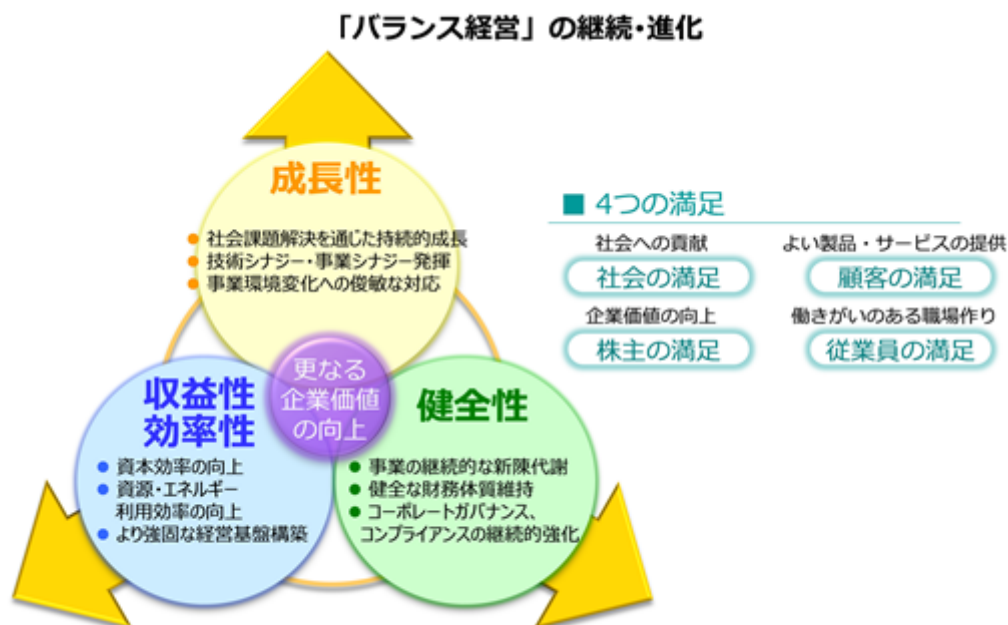 「バランス経営」の継続・進化
成長性
● 社会課題解決を通じた持続的成長
● 技術シナジー・事業シナジー発揮
● 事業環境変化への俊敏な対応
更なる
企業価値
の向上
収益性
効率性
● 資本効率の向上
● 資源・エネルギー
利用効率の向上
● より強固な経営基盤構築
健全性
● 事業の継続的な新陳代謝
● 健全な財務体質維持
● コーポレートガバナンス、
コンプライアンスの継続的強化
■ 4つの満足
社会への貢献
社会の満足
よい製品・サービスの提供
顧客の満足
企業価値の向上
株主の満足
働きがいのある職場作り
従業員の満足